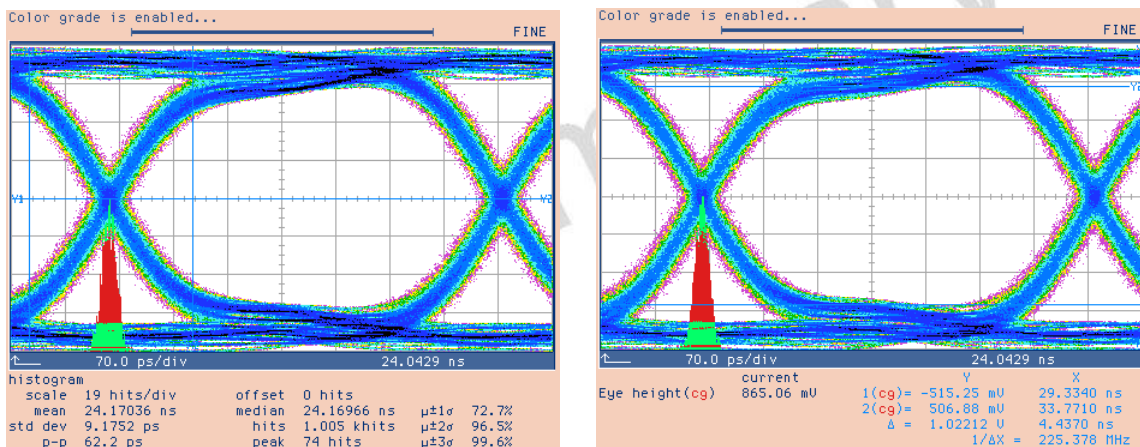 Color grade is enabled...
FINE
Y1
Y2
70.0 ps/div
24.0429 ns
histogram
scale 19 hits/div offset 0 hits
mean 24.17036 ns median 24.16966 ns μ±1σ 72.7%
std dev 9.1752 ps hits 1.005 khits μ±2σ 96.5%
p-p 62.2 ps peak 74 hits μ±3σ 99.6%
Color grade is enabled...
FINE
70.0 ps/div
24.0429 ns
current Y X
Eye height(cg) 865.06 mV 1(cg)= -515.25 mV 29.3340 ns
2(cg)= 506.88 mV 33.7710 ns
Δ = 1.02212 V 4.4370 ns
1/ΔX = 225.378 MHz